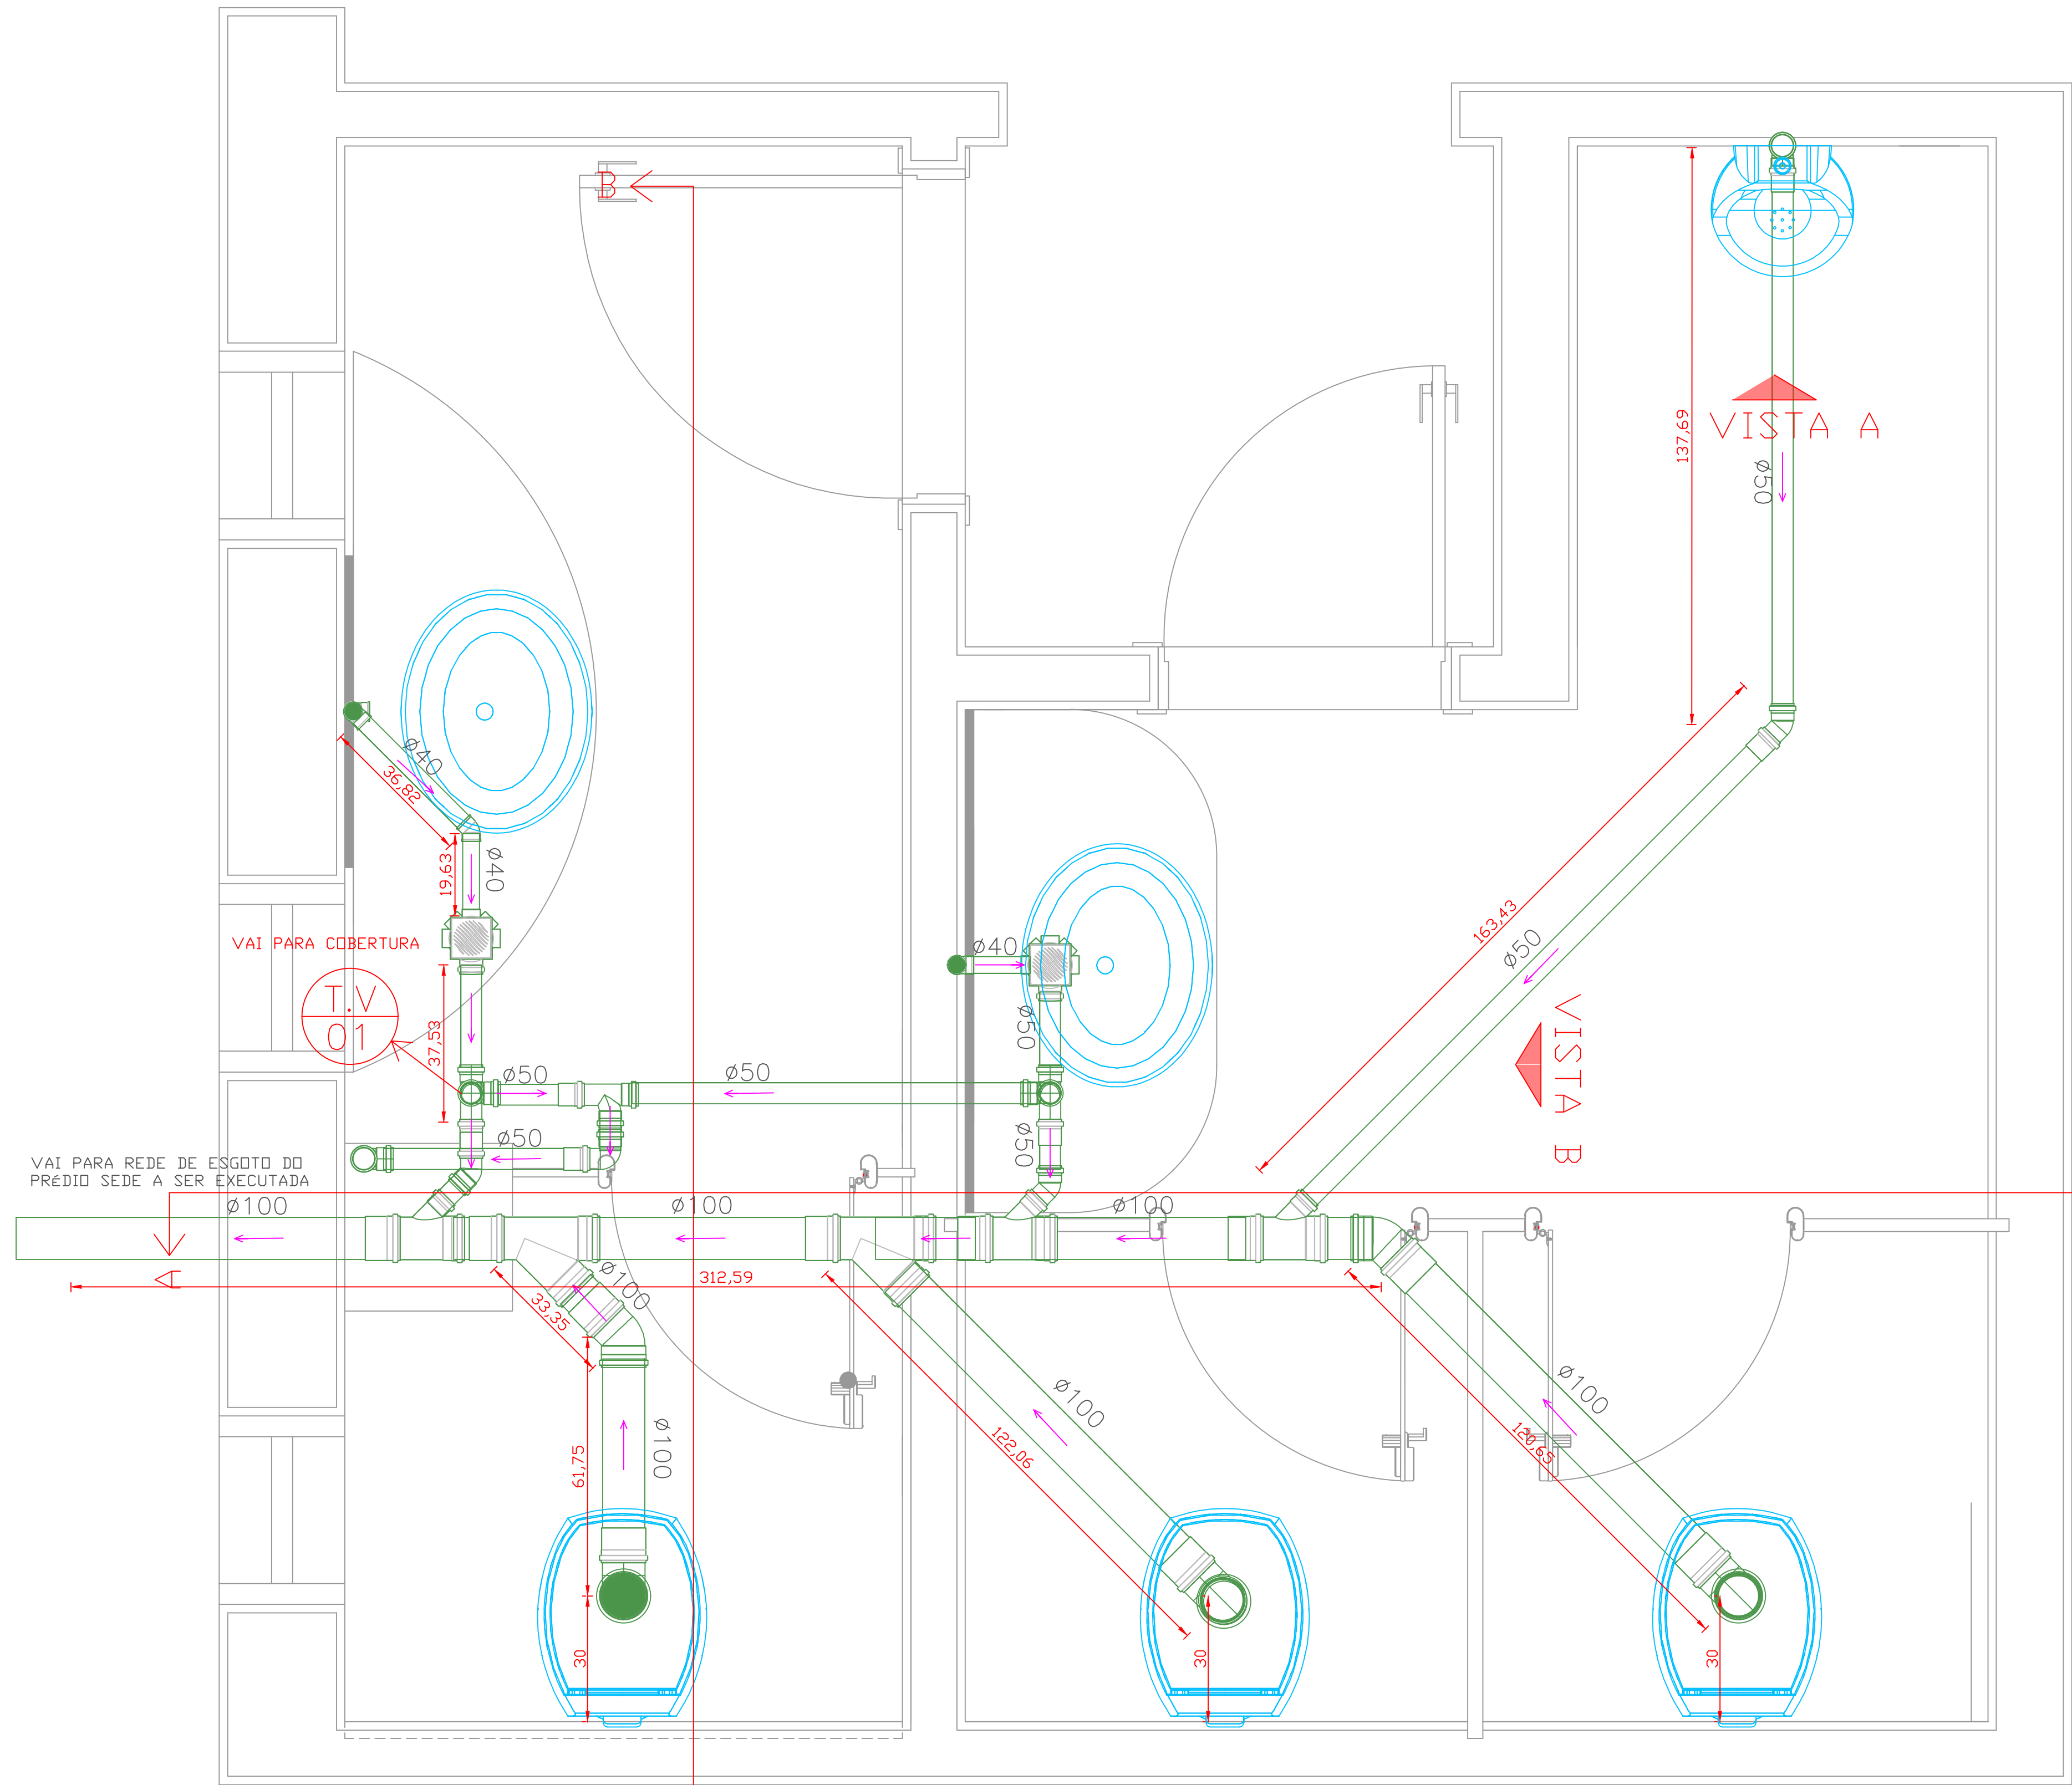 B
137,69
VISTA A
ø50
ø40
36,82
19,63
ø40
VAI PARA COBERTURA
T.V
01
37,53
ø40
ø50
163,43
ø50
VISTA B
ø50
ø50
ø50
ø50
VAI PARA REDE DE ESGOTO DO
PRéDIO SEDE A SER EXECUTADA
ø100
ø100
ø100
A
312,59
ø100
33,35
ø100
61,75
ø100
122,06
ø100
120,65
30
30
30